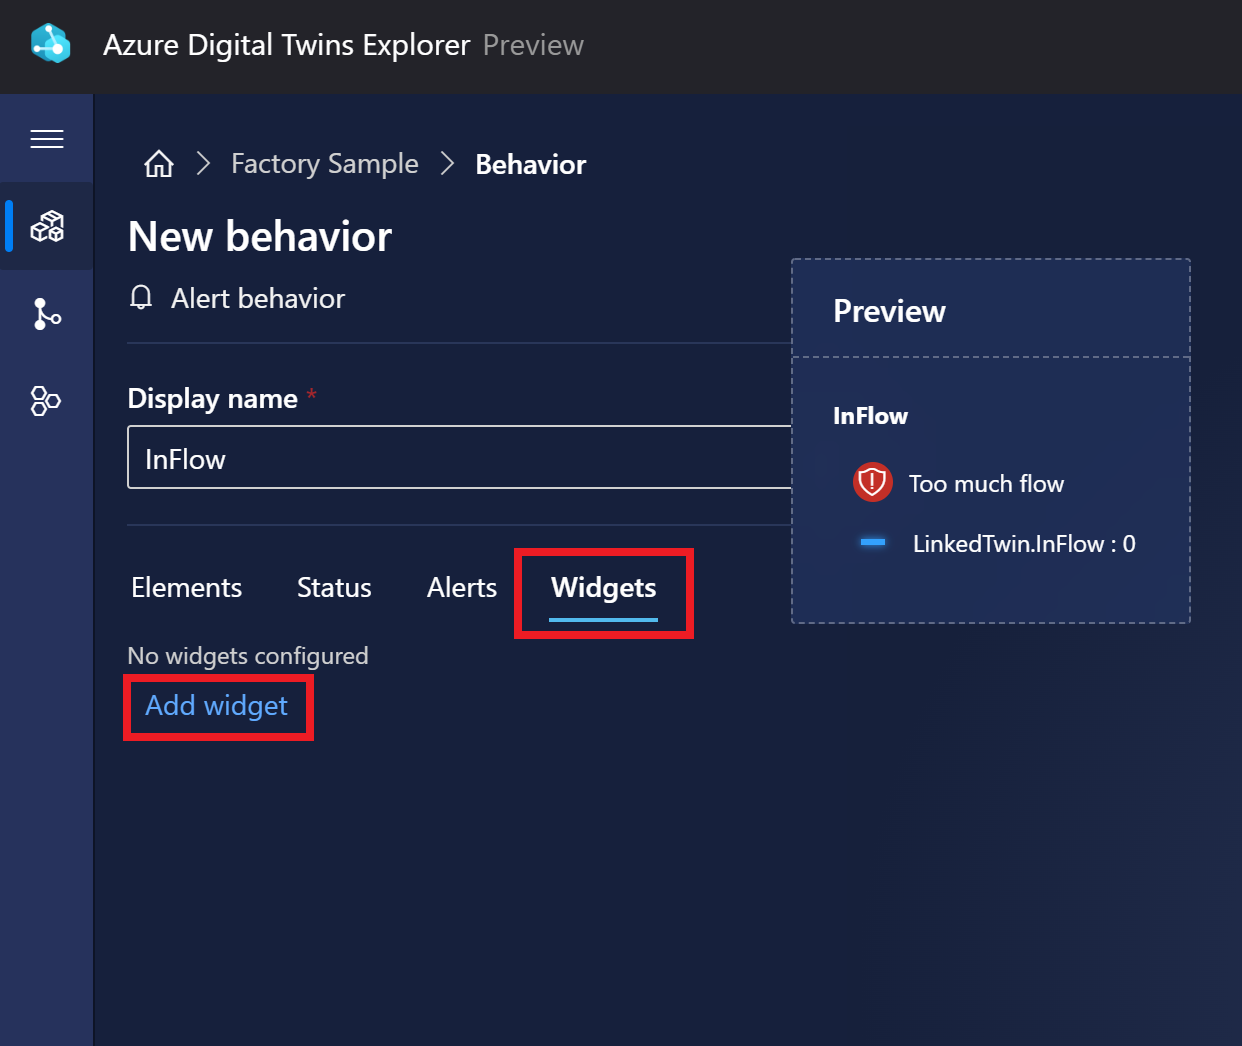 Azure Digital Twins Explorer Preview
Factory Sample Behavior
New behavior
Alert behavior
Display name *
InFlow
Elements Status Alerts Widgets
No widgets configured
Add widget
Preview
InFlow
Too much flow
LinkedTwin.InFlow : 0